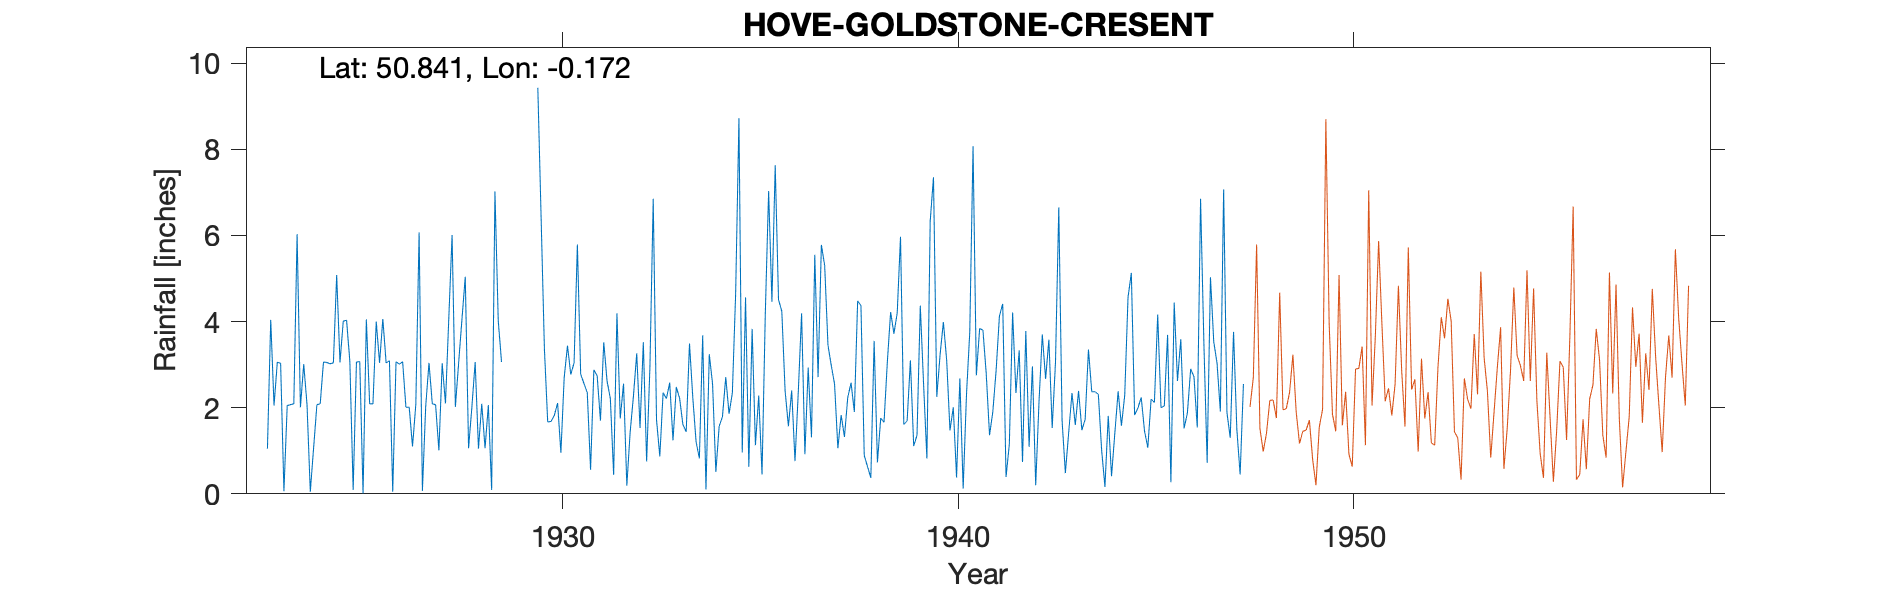 HOVE-GOLDSTONE-CRESENT
Lat: 50.841, Lon: -0.172
10
8
6
4
2
0
Rainfall [inches]
1930 1940 1950
Year